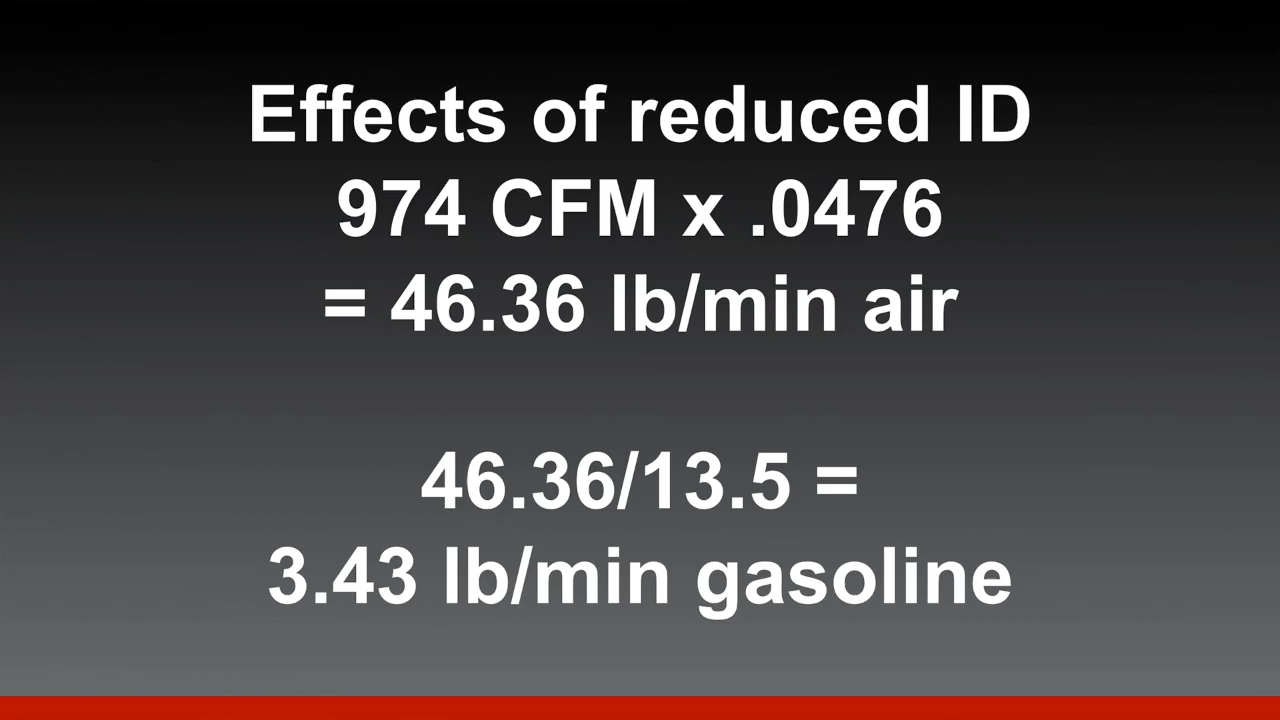 Effects of reduced ID
974 CFM x .0476
= 46.36 lb/min air
46.36/13.5 =
3.43 lb/min gasoline